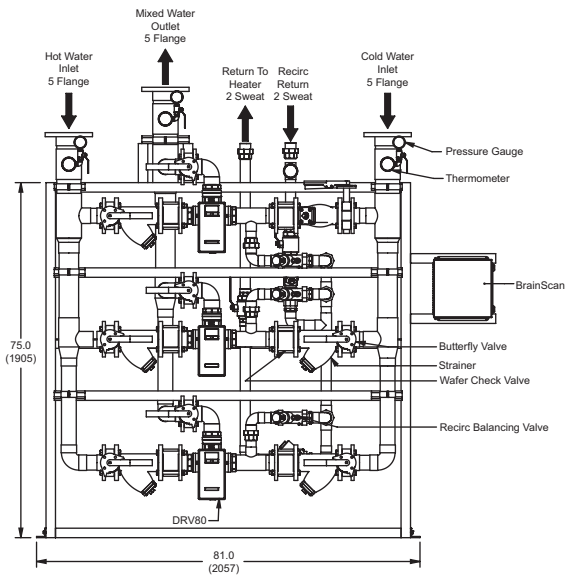 Mixed Water
Outlet
5 Flange
Hot Water
Inlet
5 Flange
Return To
Heater
2 Sweat
Recirc
Return
2 Sweat
Cold Water
Inlet
5 Flange
Pressure Gauge
Thermometer
BrainScan
75.0
(1905)
Butterfly Valve
Strainer
Wafer Check Valve
Recirc Balancing Valve
DRV80
81.0
(2057)